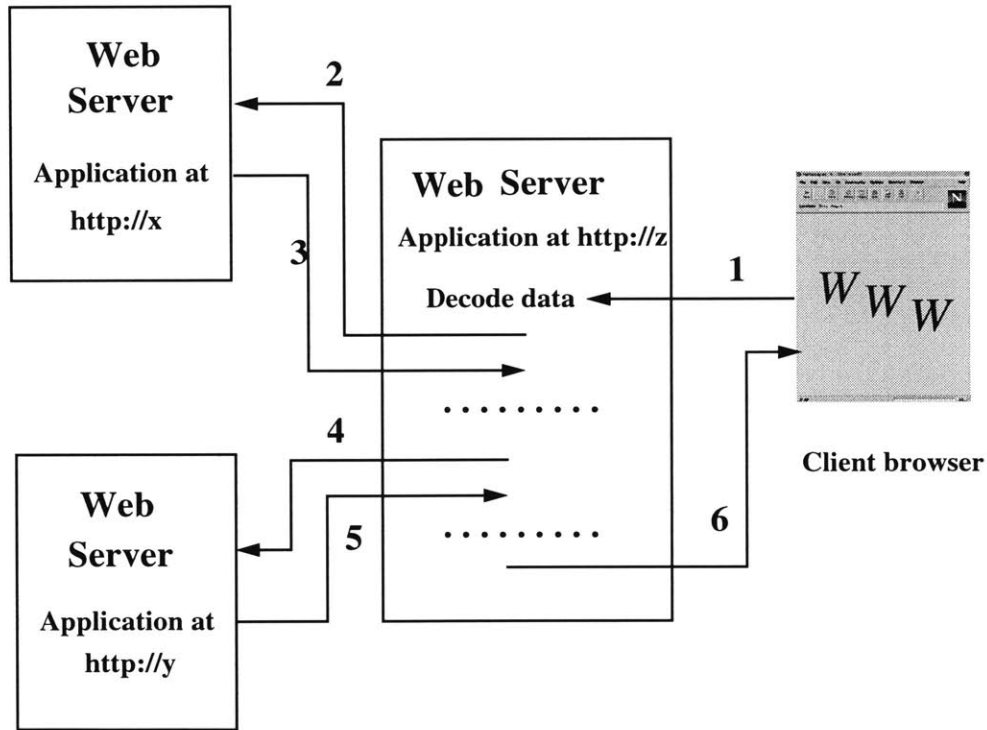 Web
Server
Application at
http://x
2
3
Web Server
Application at http://z
Decode data
.........
.........
1
N
W W W
Client browser
4
5
6
Web
Server
Application at
http://y